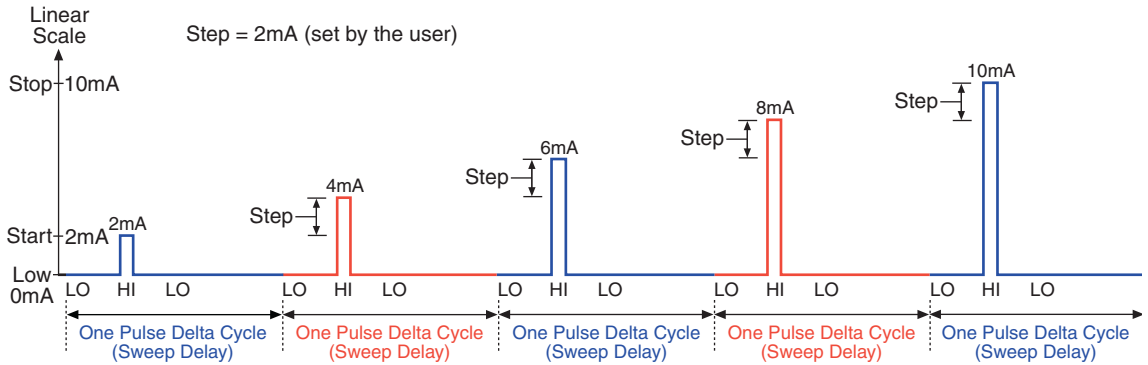 Linear
Scale
Step = 2mA (set by the user)
Stop 10mA
10mA
Step
8mA
Step
6mA
Step
4mA
Step
2mA
Start 2mA
Low
0mA
LO HI LO LO HI LO LO HI LO LO HI LO LO HI LO
One Pulse Delta Cycle
(Sweep Delay)
One Pulse Delta Cycle
(Sweep Delay)
One Pulse Delta Cycle
(Sweep Delay)
One Pulse Delta Cycle
(Sweep Delay)
One Pulse Delta Cycle
(Sweep Delay)